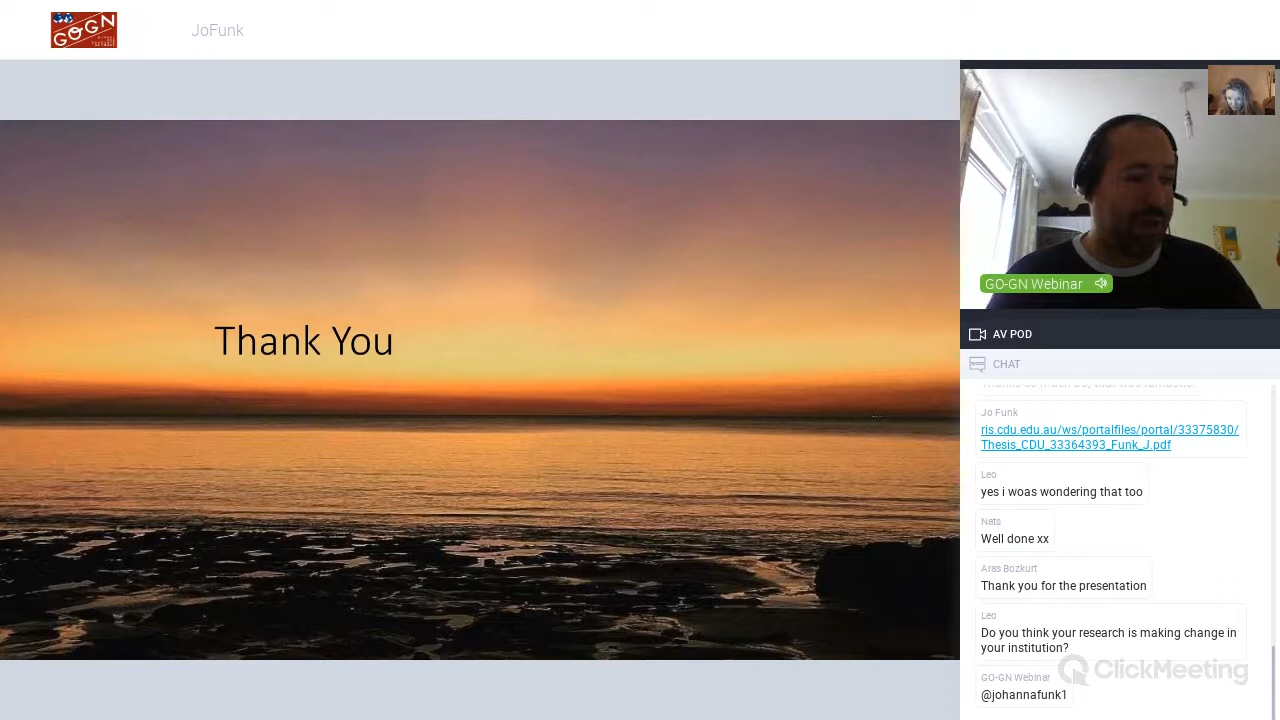 GO-GN
JoFunk
Thank You
GO-GN Webinar
AV POD
CHAT
Jo Funk
ris.cdu.edu.au/ws/portalfiles/portal/33375830/
Thesis_CDU_33364393_Funk_J.pdf
Leo
yes i woas wondering that too
Nats
Well done xx
Aras Bozkurt
Thank you for the presentation
Leo
Do you think your research is making change in
your institution?
GO-GN Webinar
@johannafunk1
ClickMeeting